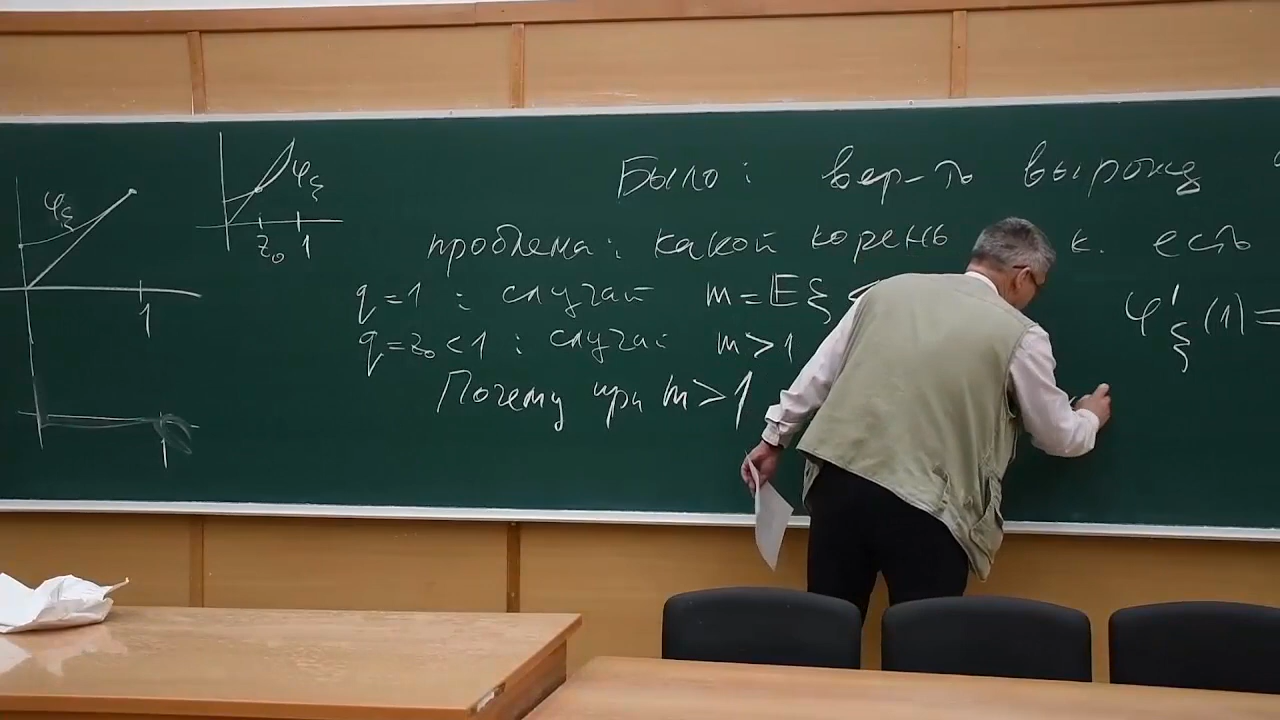 φξ
1
φξ
z₀ 1
Было: вер-ть вырожд
проблема: какой корень к. есть
q=1 : случай m=𝔼ξ
φ'ξ(1)=
q=z₀<1 : случай m>1
Почему при m>1